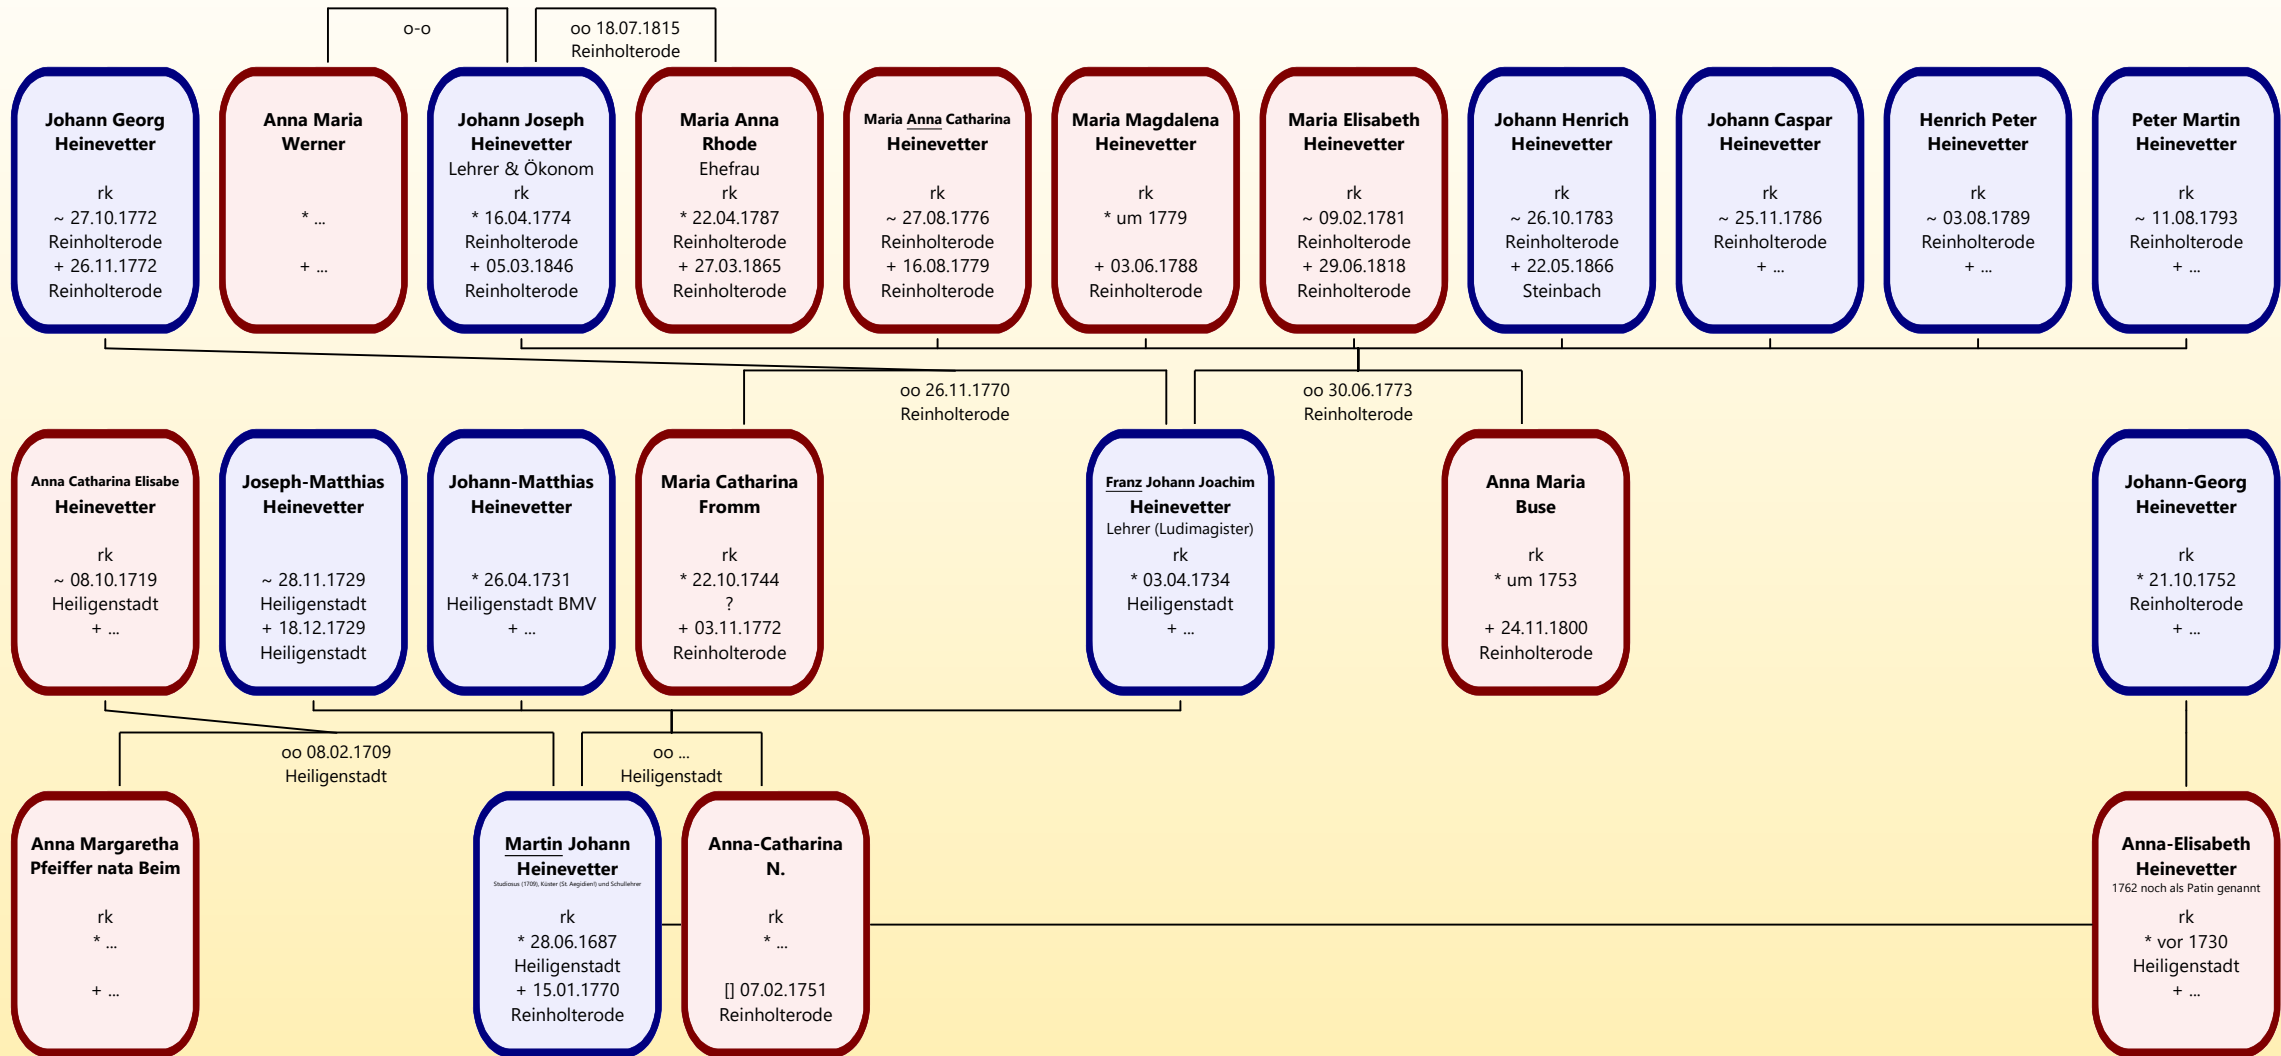 o-o
oo 18.07.1815
Reinholterode
Johann Georg
Heinevetter
rk
~ 27.10.1772
Reinholterode
+ 26.11.1772
Reinholterode
Anna Maria
Werner
* ...
+ ...
Johann Joseph
Heinevetter
Lehrer & Ökonom
rk
* 16.04.1774
Reinholterode
+ 05.03.1846
Reinholterode
Maria Anna
Rhode
Ehefrau
rk
* 22.04.1787
Reinholterode
+ 27.03.1865
Reinholterode
Maria Anna Catharina
Heinevetter
rk
~ 27.08.1776
Reinholterode
+ 16.08.1779
Reinholterode
Maria Magdalena
Heinevetter
rk
* um 1779
+ 03.06.1788
Reinholterode
Maria Elisabeth
Heinevetter
rk
~ 09.02.1781
Reinholterode
+ 29.06.1818
Reinholterode
Johann Henrich
Heinevetter
rk
~ 26.10.1783
Reinholterode
+ 22.05.1866
Steinbach
Johann Caspar
Heinevetter
rk
~ 25.11.1786
Reinholterode
+ ...
Henrich Peter
Heinevetter
rk
~ 03.08.1789
Reinholterode
+ ...
Peter Martin
Heinevetter
rk
~ 11.08.1793
Reinholterode
+ ...
oo 26.11.1770
Reinholterode
oo 30.06.1773
Reinholterode
Anna Catharina Elisabe
Heinevetter
rk
~ 08.10.1719
Heiligenstadt
+ ...
Joseph-Matthias
Heinevetter
~ 28.11.1729
Heiligenstadt
+ 18.12.1729
Heiligenstadt
Johann-Matthias
Heinevetter
* 26.04.1731
Heiligenstadt BMV
+ ...
Maria Catharina
Fromm
rk
* 22.10.1744
?
+ 03.11.1772
Reinholterode
Franz Johann Joachim
Heinevetter
Lehrer (Ludimagister)
rk
* 03.04.1734
Heiligenstadt
+ ...
Anna Maria
Buse
rk
* um 1753
+ 24.11.1800
Reinholterode
Johann-Georg
Heinevetter
rk
* 21.10.1752
Reinholterode
+ ...
oo 08.02.1709
Heiligenstadt
oo ...
Heiligenstadt
Anna Margaretha
Pfeiffer nata Beim
rk
* ...
+ ...
Martin Johann
Heinevetter
Studiosus (1709), Küster (St. Aegidien!) und Schullehrer
rk
* 28.06.1687
Heiligenstadt
+ 15.01.1770
Reinholterode
Anna-Catharina
N.
rk
* ...
[] 07.02.1751
Reinholterode
Anna-Elisabeth
Heinevetter
1762 noch als Patin genannt
rk
* vor 1730
Heiligenstadt
+ ...